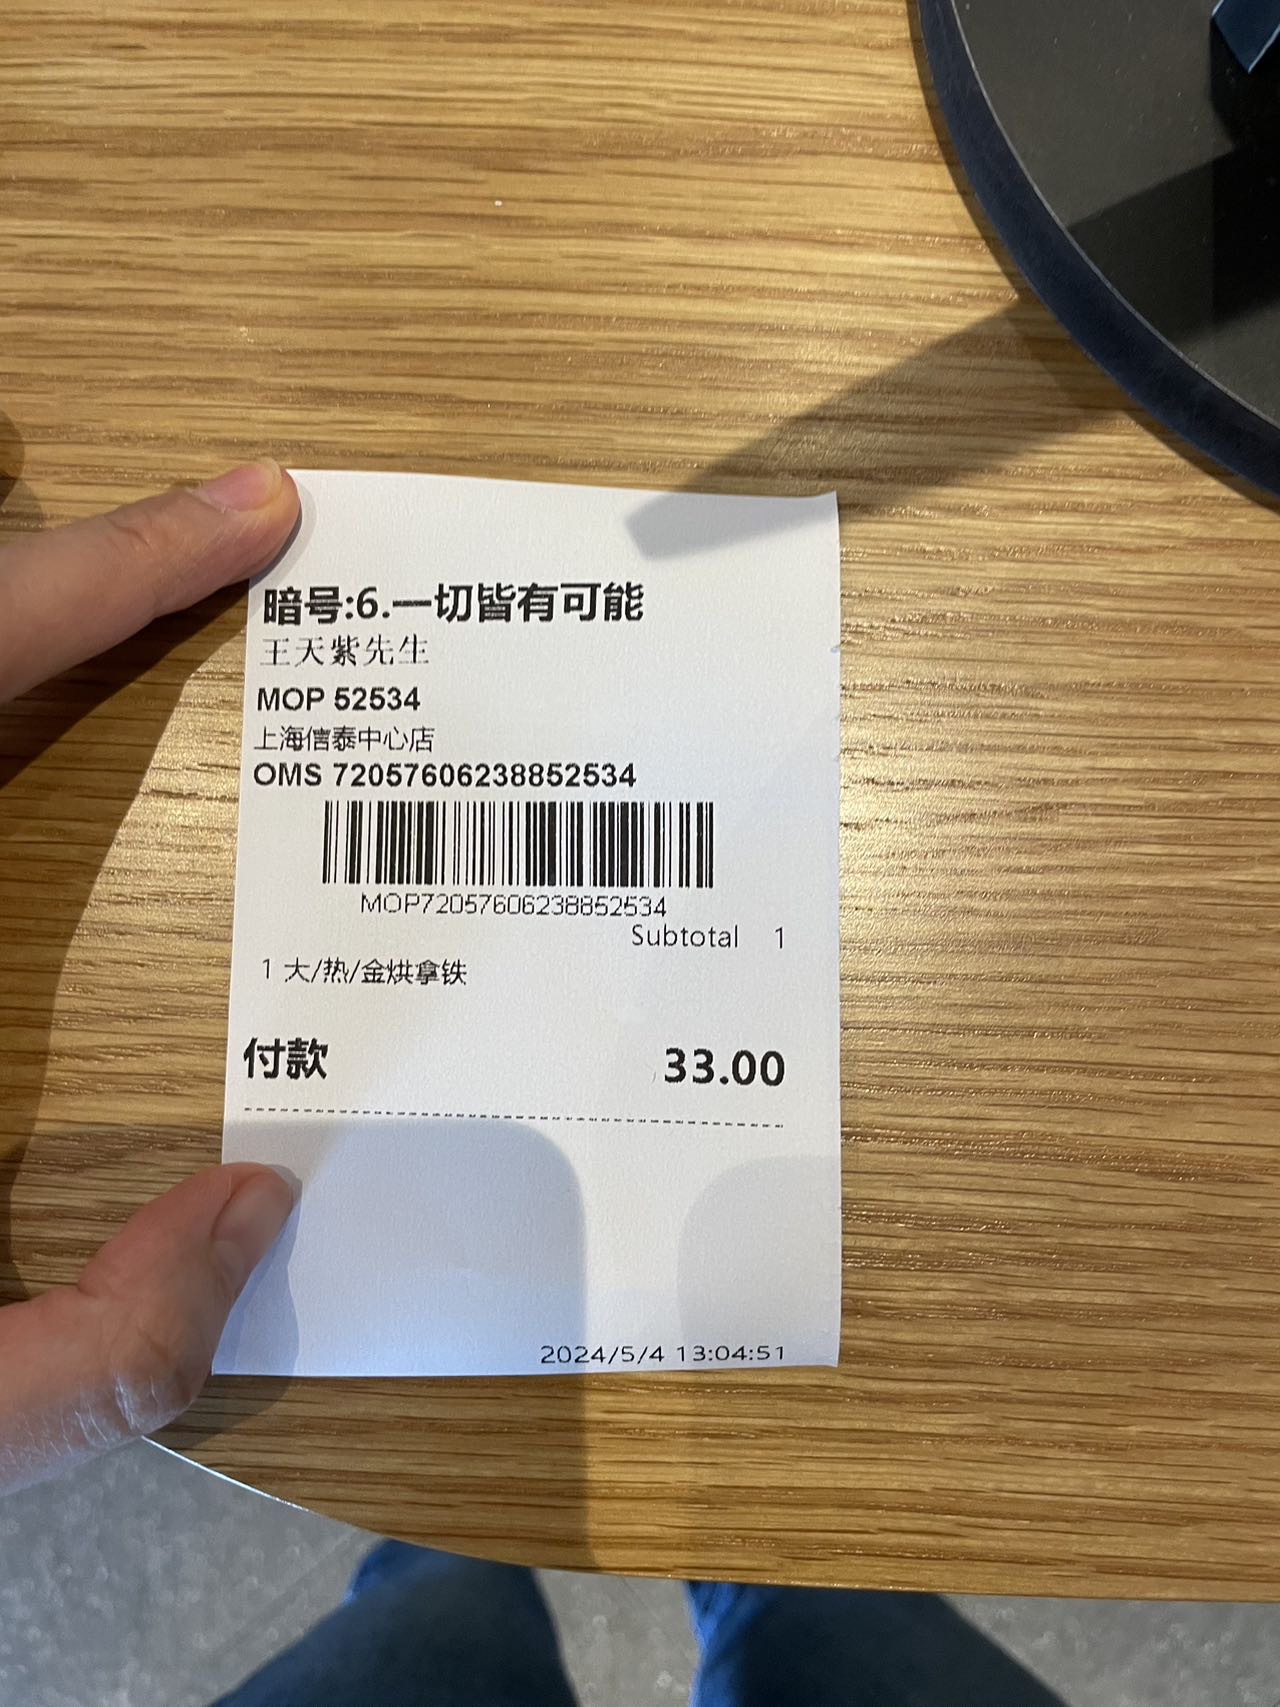 暗号:6.一切皆有可能
王天紫先生
MOP 52534
上海信泰中心店
OMS 72057606238852534
MOP72057606238852534
Subtotal 1
1 大/热/金烘拿铁
付款 33.00
2024/5/4 13:04:51